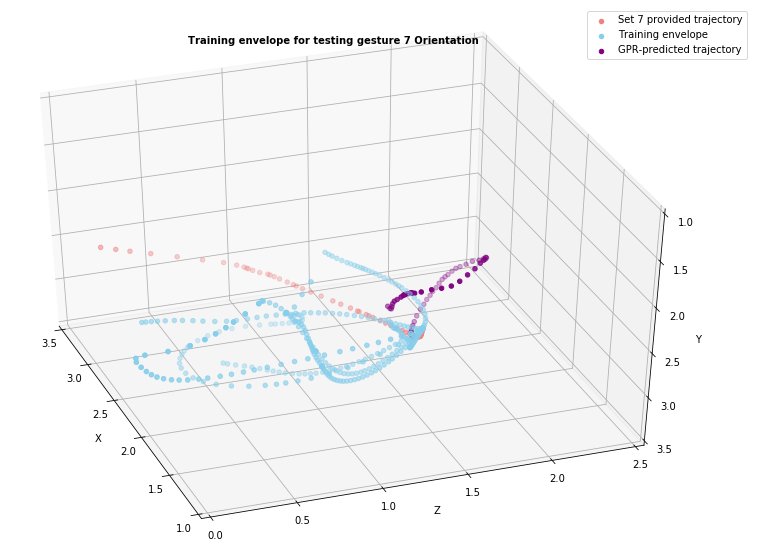 Set 7 provided trajectory
Training envelope
GPR-predicted trajectory
Training envelope for testing gesture 7 Orientation
1.0
1.5
2.0
2.5
3.0
3.5
Y
3.5
3.0
2.5
2.0
1.5
1.0
X
0.0
0.5
1.0
1.5
2.0
2.5
Z